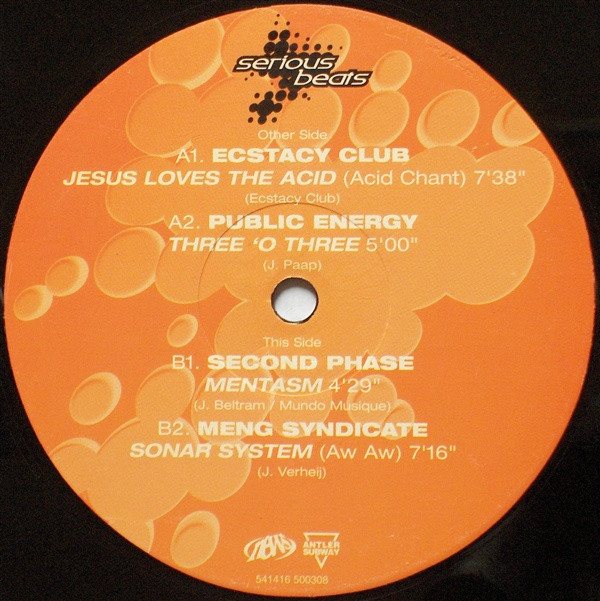 serious
beats
Other Side
A1. ECSTACY CLUB
JESUS LOVES THE ACID (Acid Chant) 7'38"
(Ecstacy Club)
A2. PUBLIC ENERGY
THREE 'O THREE 5'00"
(J. Paap)
This Side
B1. SECOND PHASE
MENTASM 4'29"
(J. Beltram / Mundo Musique)
B2. MENG SYNDICATE
SONAR SYSTEM (Aw Aw) 7'16"
(J. Verheij)
N.E.W.S.
ANTLER
SUBWAY
541416 500308